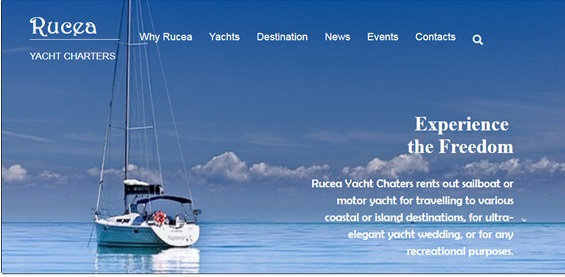 Rucea
YACHT CHARTERS
Why Rucea Yachts Destination News Events Contacts
Experience
the Freedom
Rucea Yacht Chaters rents out sailboat or
motor yacht for travelling to various
coastal or island destinations, for ultra-
elegant yacht wedding, or for any
recreational purposes.